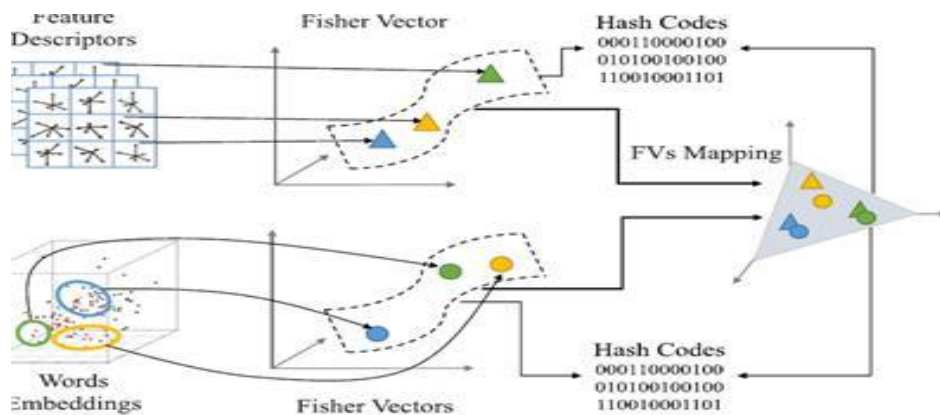 Feature
Descriptors
Fisher Vector
Hash Codes
000110000100
010100100100
110010001101
FVs Mapping
Words
Embeddings
Fisher Vectors
Hash Codes
000110000100
010100100100
110010001101